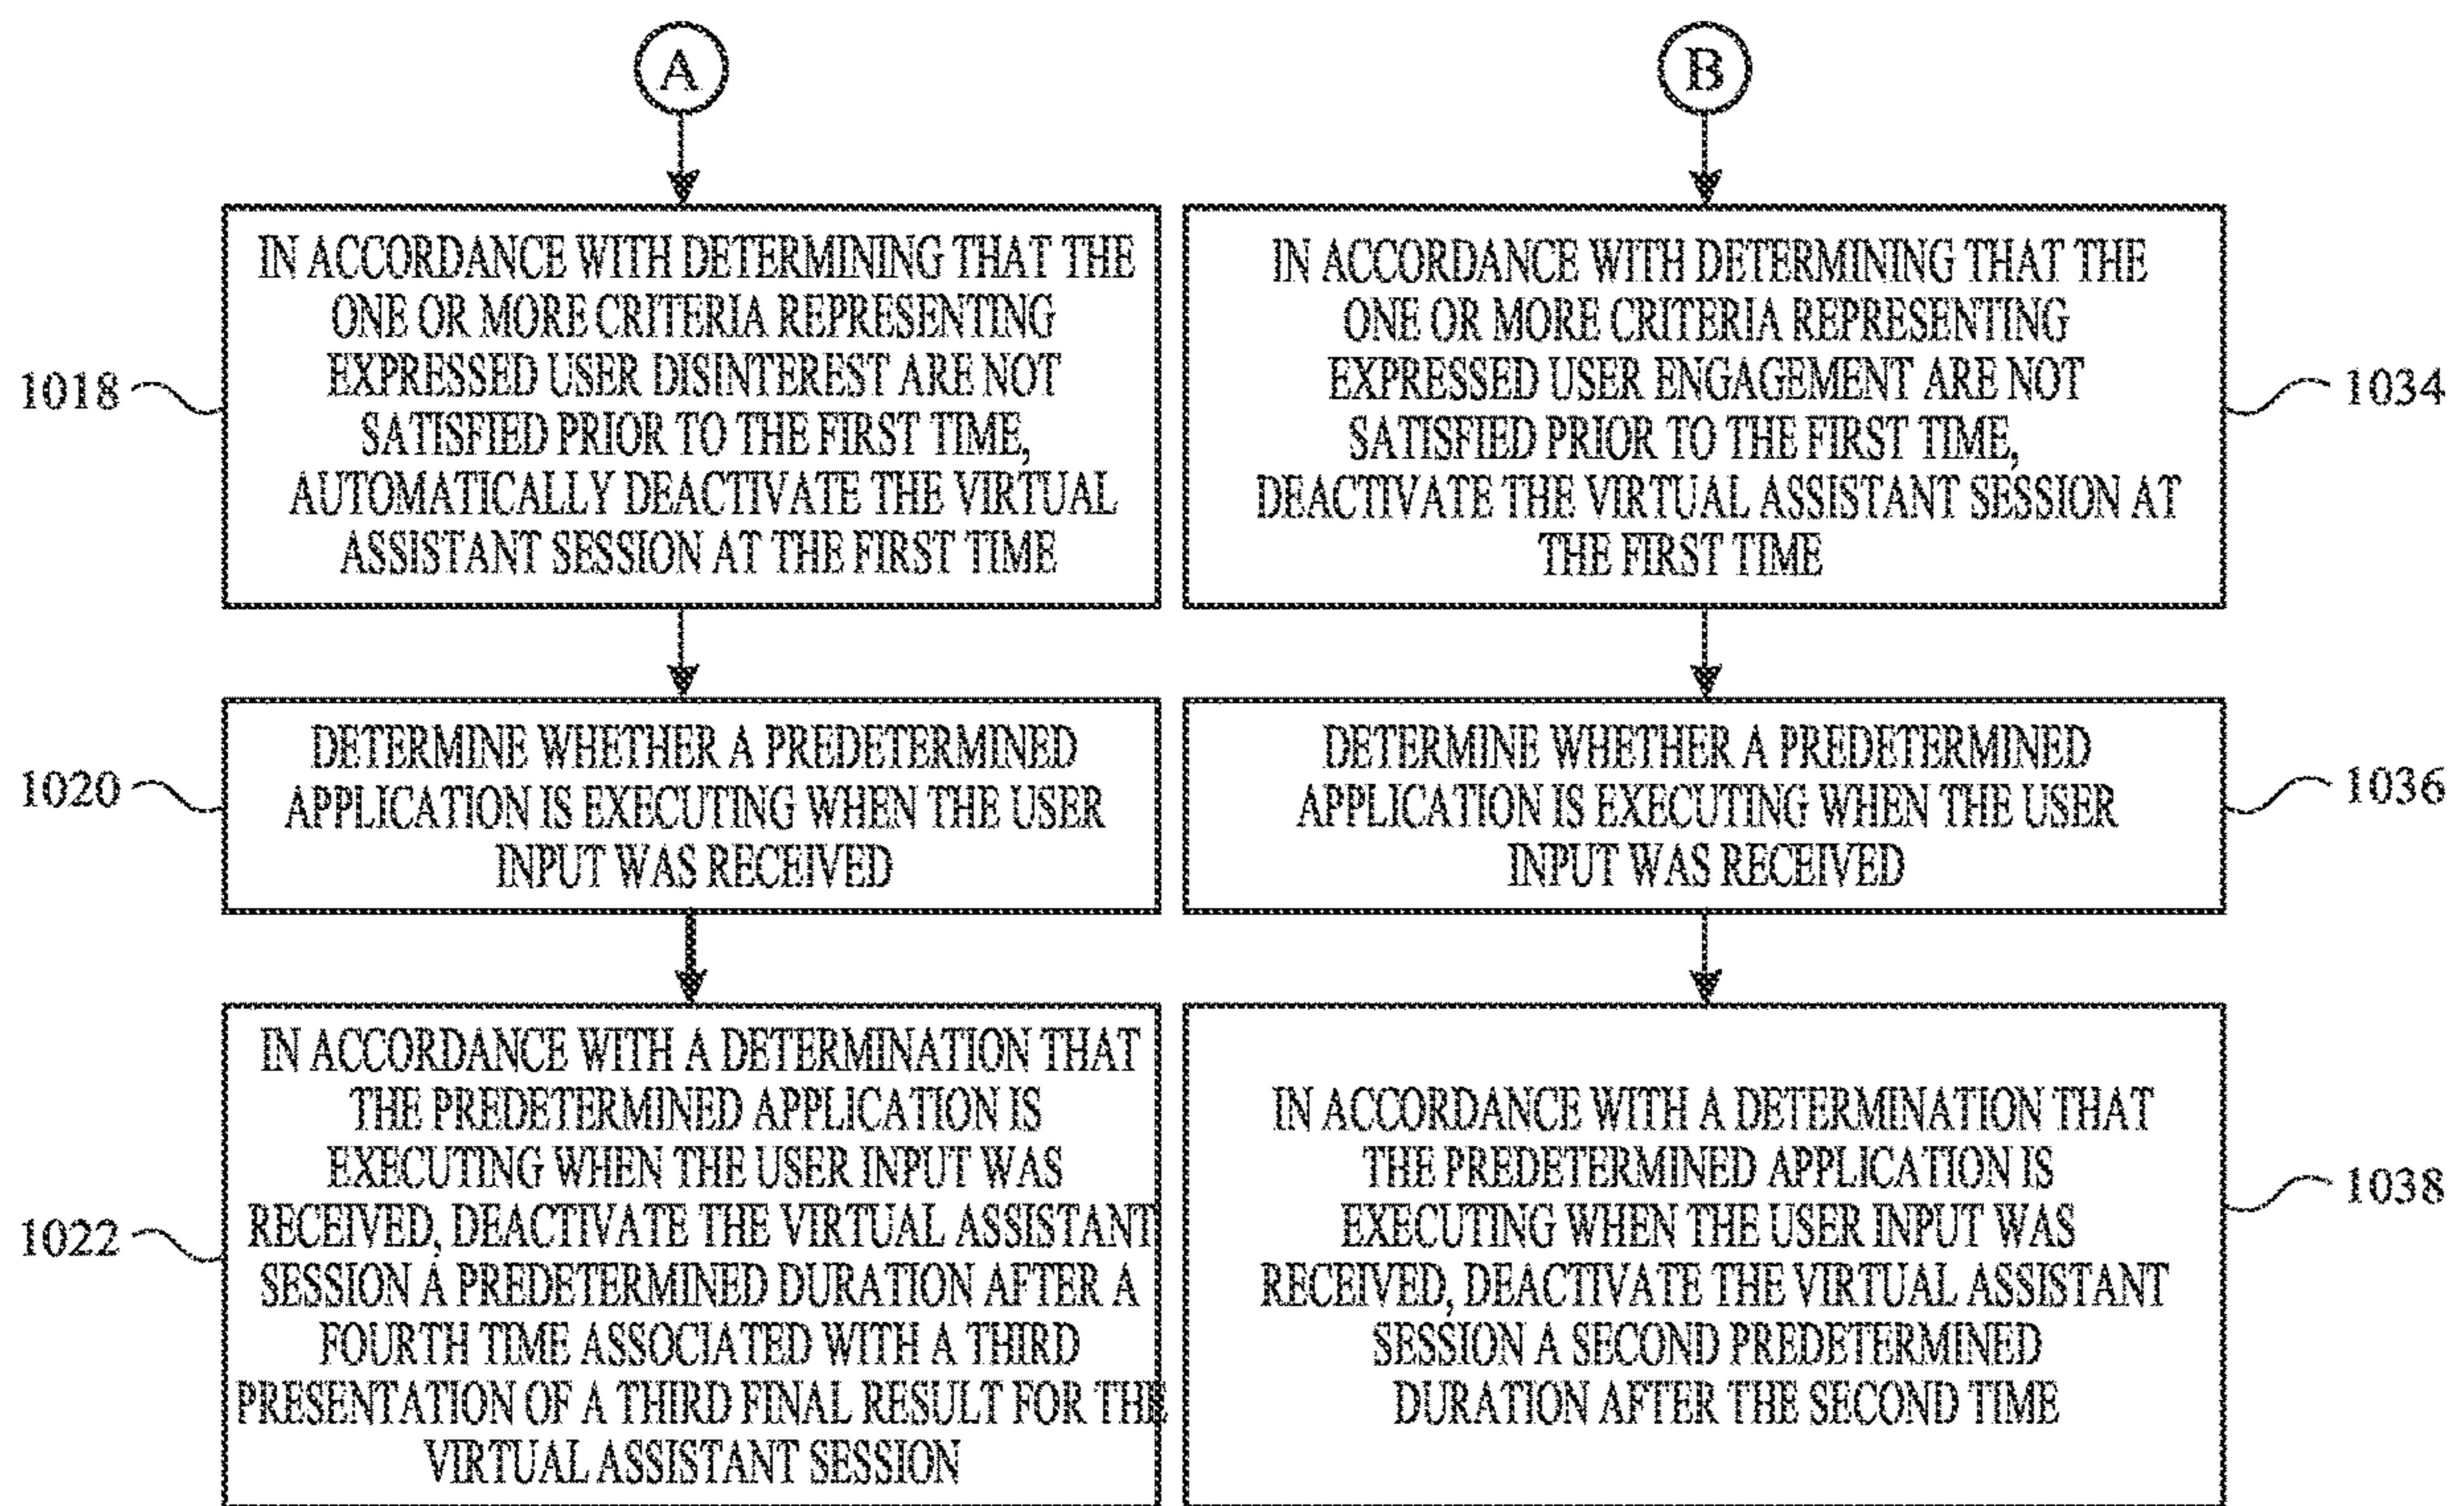 A
1018
IN ACCORDANCE WITH DETERMINING THAT THE
ONE OR MORE CRITERIA REPRESENTING
EXPRESSED USER DISINTEREST ARE NOT
SATISFIED PRIOR TO THE FIRST TIME,
AUTOMATICALLY DEACTIVATE THE VIRTUAL
ASSISTANT SESSION AT THE FIRST TIME
1020
DETERMINE WHETHER A PREDETERMINED
APPLICATION IS EXECUTING WHEN THE USER
INPUT WAS RECEIVED
1022
IN ACCORDANCE WITH A DETERMINATION THAT
THE PREDETERMINED APPLICATION IS
EXECUTING WHEN THE USER INPUT WAS
RECEIVED, DEACTIVATE THE VIRTUAL ASSISTANT
SESSION A PREDETERMINED DURATION AFTER A
FOURTH TIME ASSOCIATED WITH A THIRD
PRESENTATION OF A THIRD FINAL RESULT FOR THE
VIRTUAL ASSISTANT SESSION
B
IN ACCORDANCE WITH DETERMINING THAT THE
ONE OR MORE CRITERIA REPRESENTING
EXPRESSED USER ENGAGEMENT ARE NOT
SATISFIED PRIOR TO THE FIRST TIME,
DEACTIVATE THE VIRTUAL ASSISTANT SESSION AT
THE FIRST TIME
1034
DETERMINE WHETHER A PREDETERMINED
APPLICATION IS EXECUTING WHEN THE USER
INPUT WAS RECEIVED
1036
IN ACCORDANCE WITH A DETERMINATION THAT
THE PREDETERMINED APPLICATION IS
EXECUTING WHEN THE USER INPUT WAS
RECEIVED, DEACTIVATE THE VIRTUAL ASSISTANT
SESSION A SECOND PREDETERMINED
DURATION AFTER THE SECOND TIME
1038